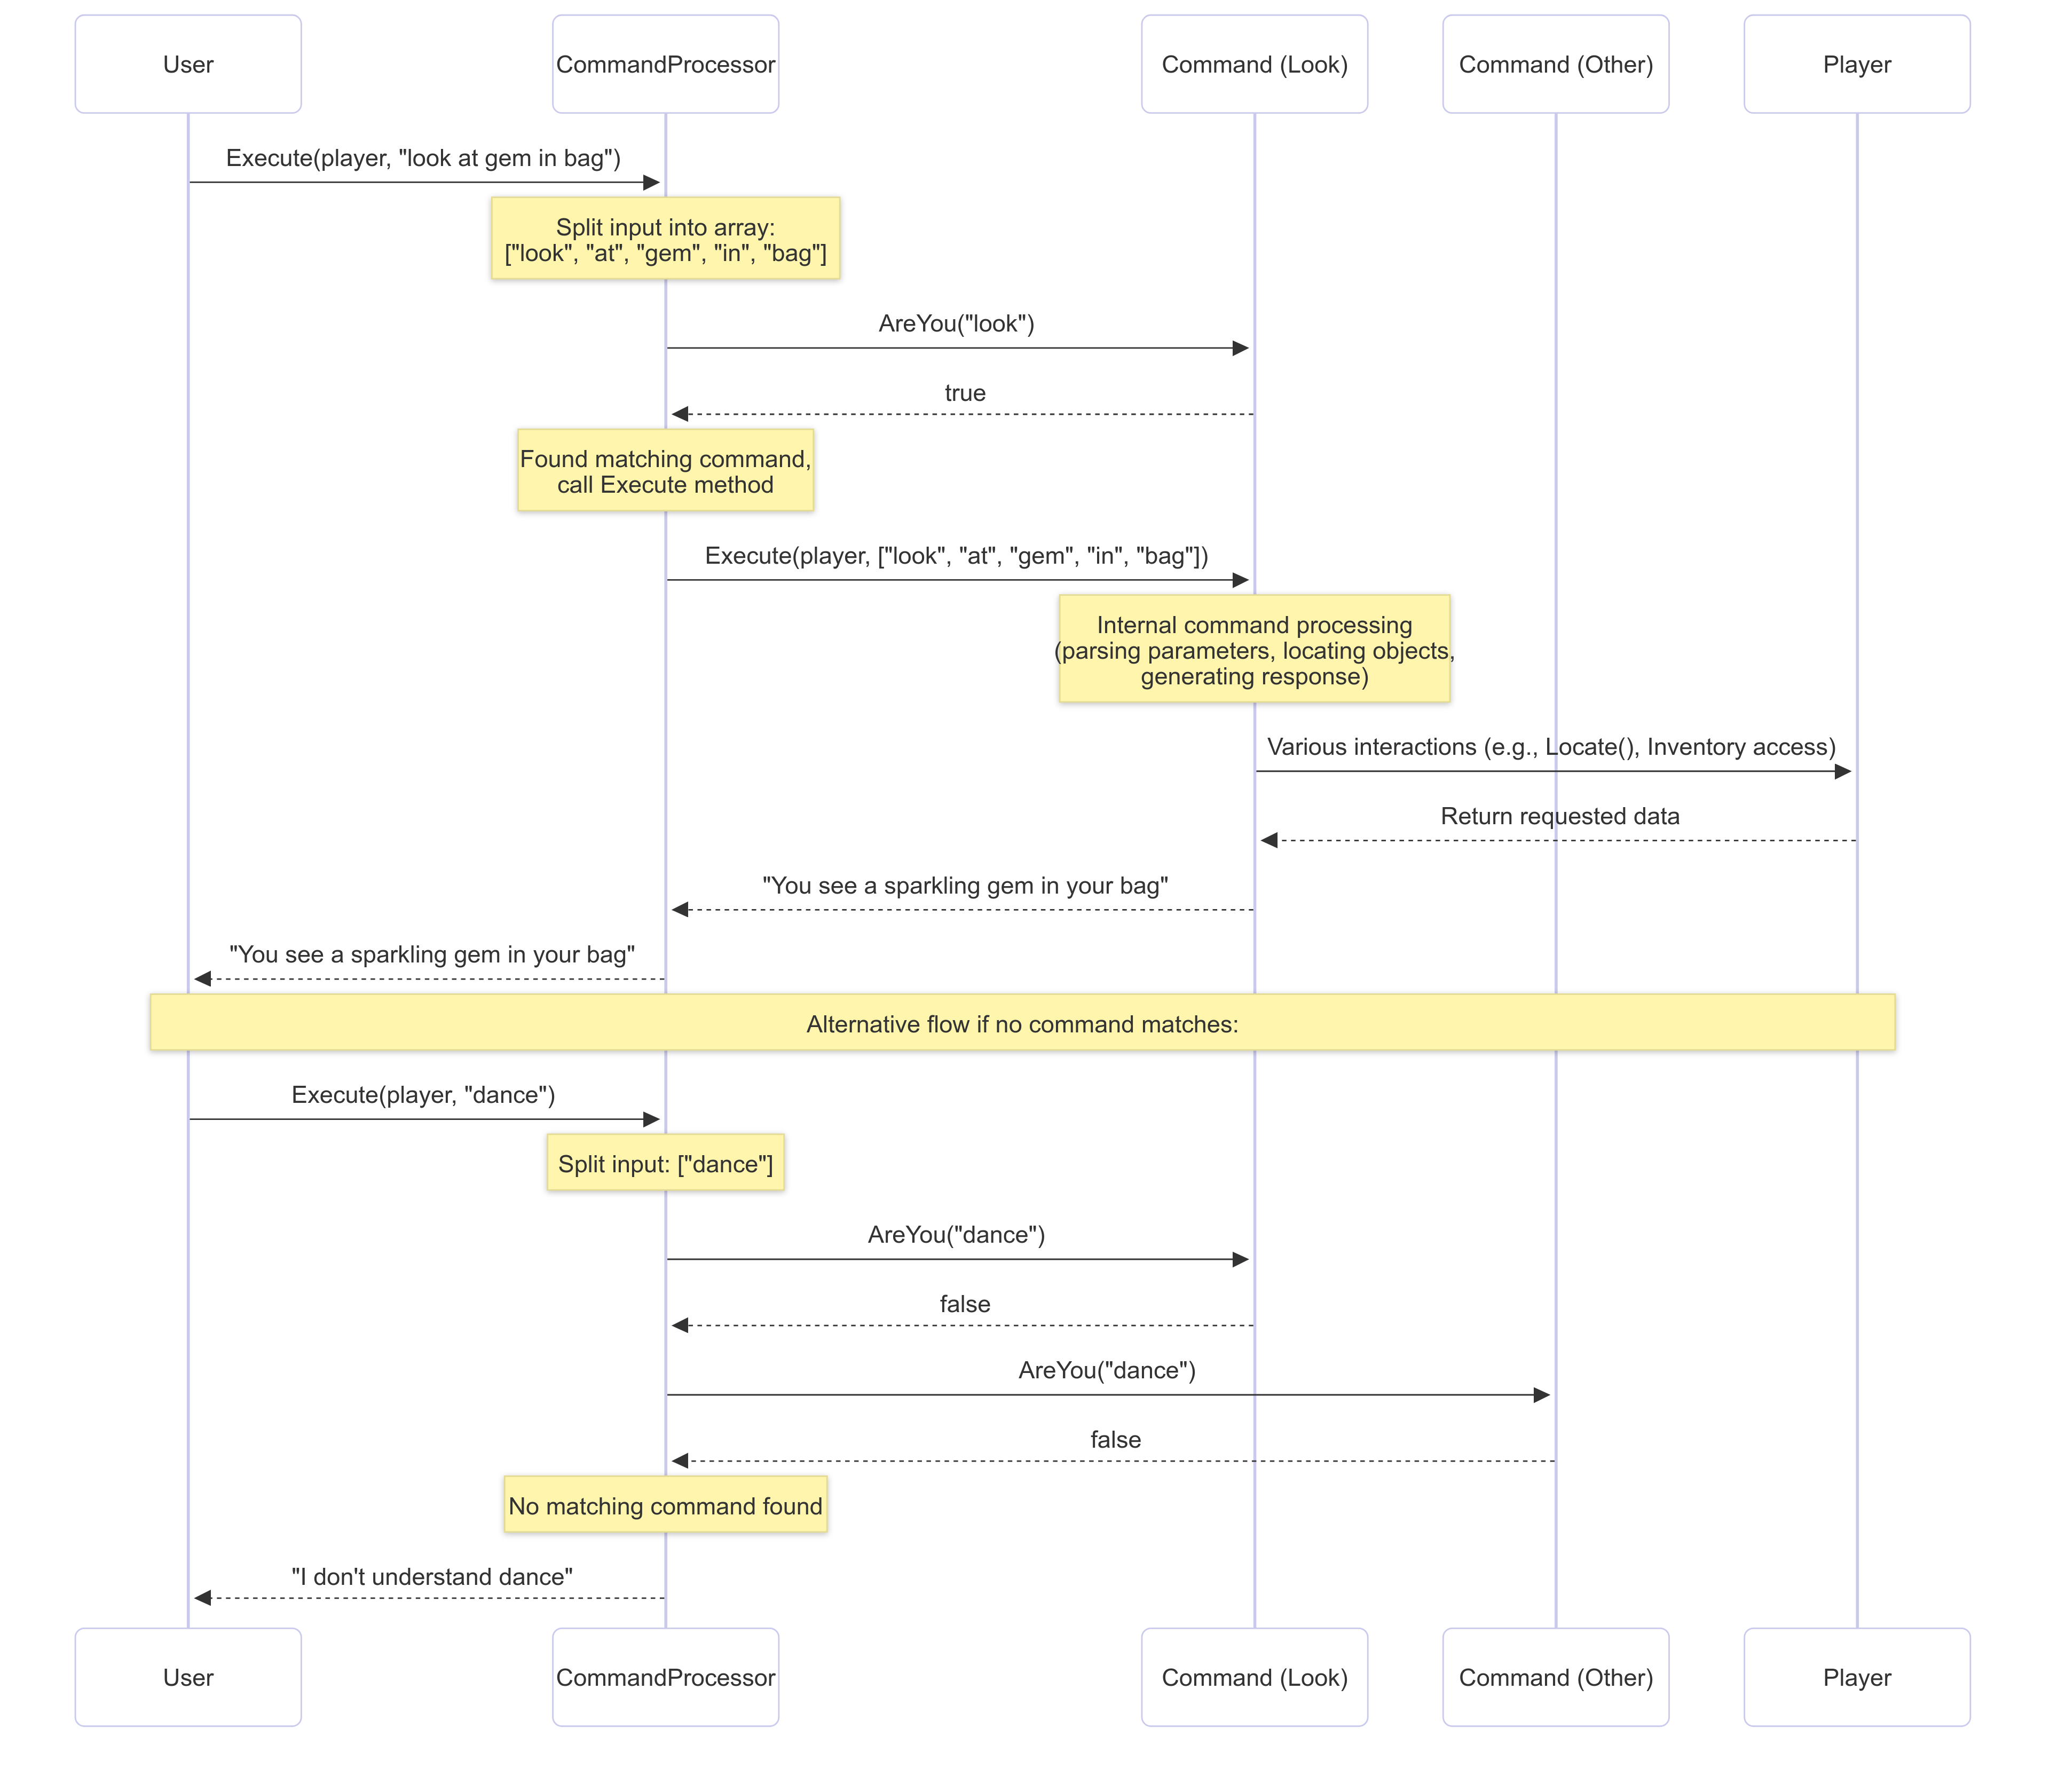 User
CommandProcessor
Command (Look)
Command (Other)
Player
Execute(player, "look at gem in bag")
Split input into array:
["look", "at", "gem", "in", "bag"]
AreYou("look")
true
Found matching command,
call Execute method
Execute(player, ["look", "at", "gem", "in", "bag"])
Internal command processing
(parsing parameters, locating objects,
generating response)
Various interactions (e.g., Locate(), Inventory access)
Return requested data
"You see a sparkling gem in your bag"
"You see a sparkling gem in your bag"
Alternative flow if no command matches:
Execute(player, "dance")
Split input: ["dance"]
AreYou("dance")
false
AreYou("dance")
false
No matching command found
"I don't understand dance"
User
CommandProcessor
Command (Look)
Command (Other)
Player